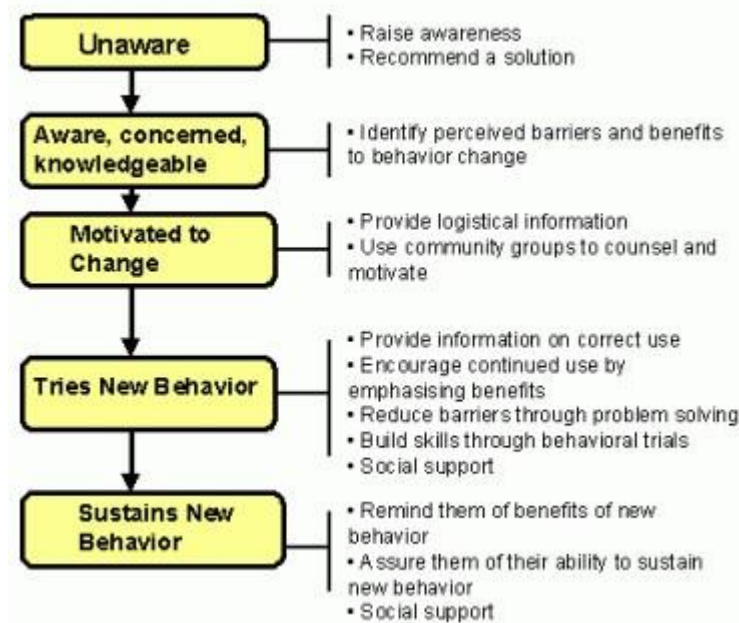 Unaware
• Raise awareness
• Recommend a solution
Aware, concerned,
knowledgeable
• Identify perceived barriers and benefits
to behavior change
Motivated to
Change
• Provide logistical information
• Use community groups to counsel and
motivate
Tries New Behavior
• Provide information on correct use
• Encourage continued use by
emphasising benefits
• Reduce barriers through problem solving
• Build skills through behavioral trials
• Social support
Sustains New
Behavior
• Remind them of benefits of new
behavior
• Assure them of their ability to sustain
new behavior
• Social support